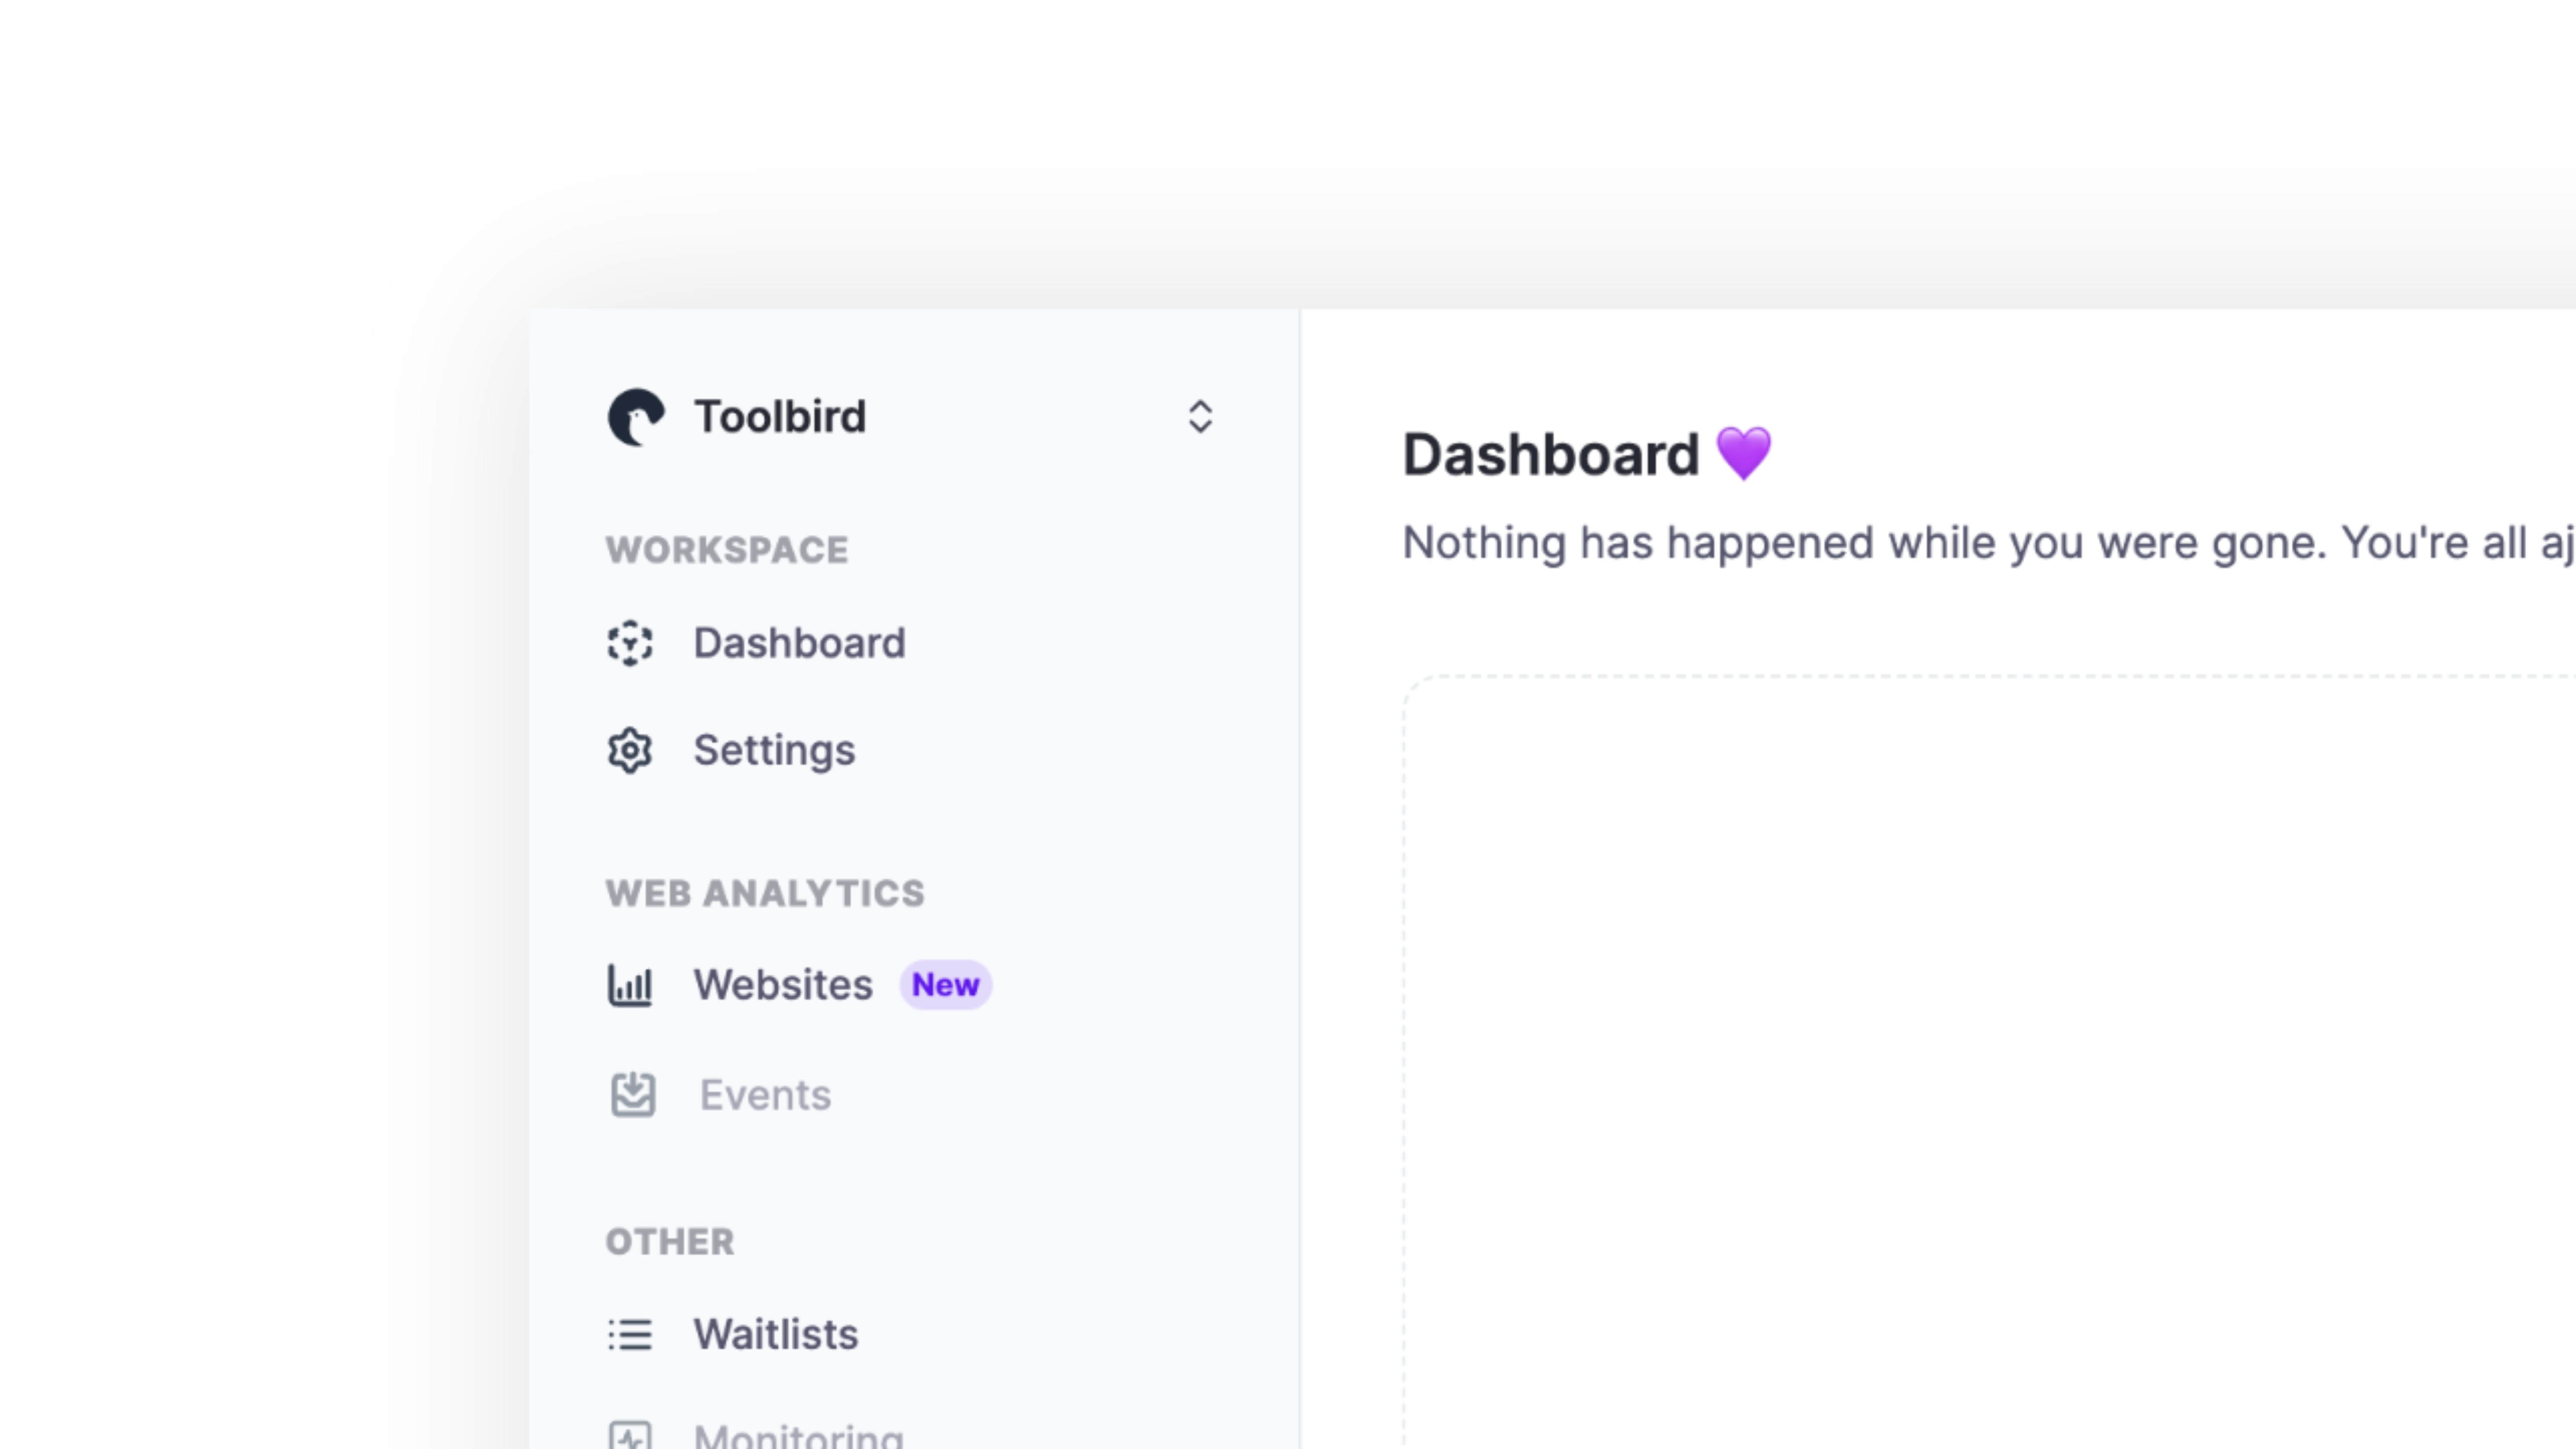 Toolbird
WORKSPACE
Dashboard
Settings
WEB ANALYTICS
Websites New
Events
OTHER
Waitlists
Monitoring
Dashboard 💜
Nothing has happened while you were gone. You're all